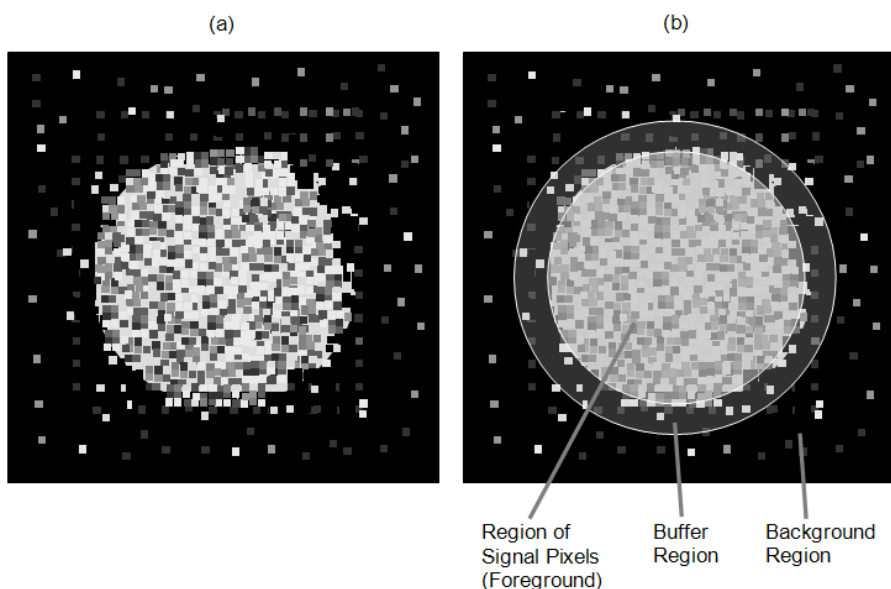 (a)
(b)
Region of
Signal Pixels
(Foreground)
Buffer
Region
Background
Region